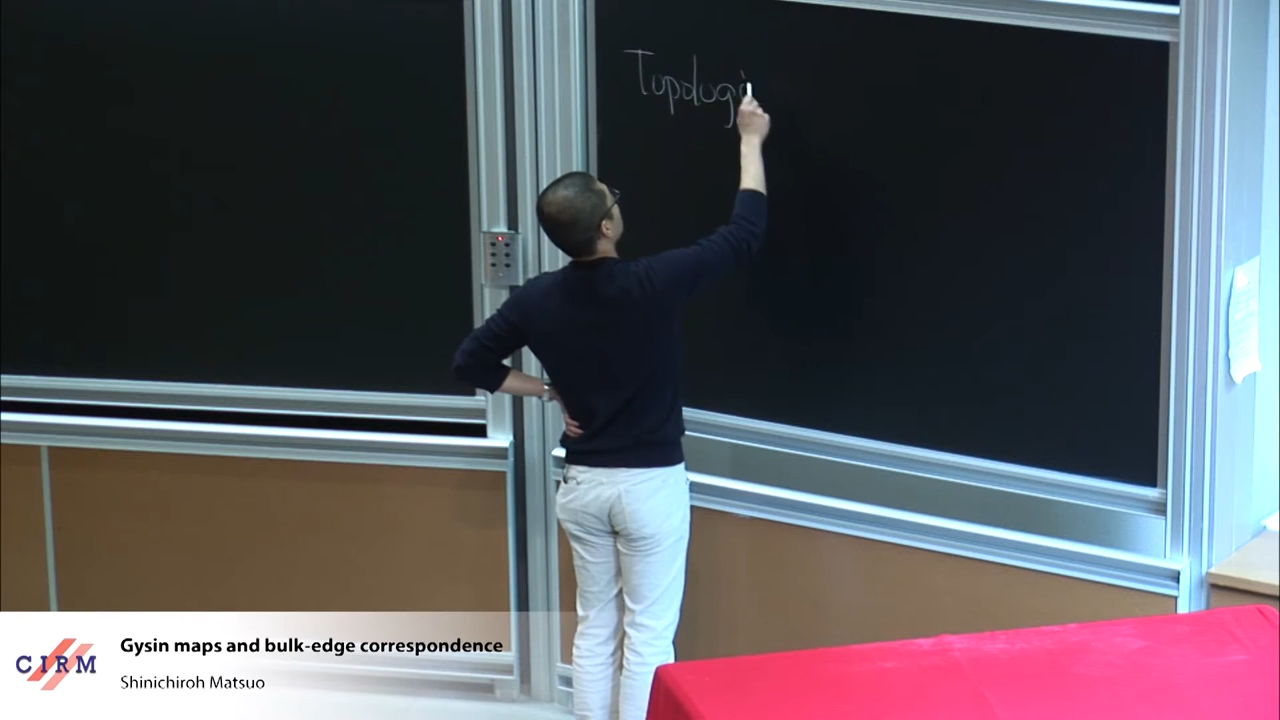 Topologi
CIRM
Gysin maps and bulk-edge correspondence
Shinichiroh Matsuo